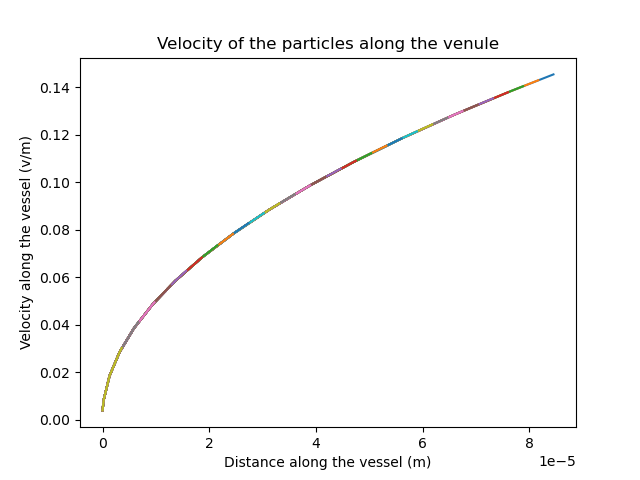 Velocity of the particles along the venule
Velocity along the vessel (v/m)
0.14
0.12
0.10
0.08
0.06
0.04
0.02
0.00
0 2 4 6 8
1e−5
Distance along the vessel (m)